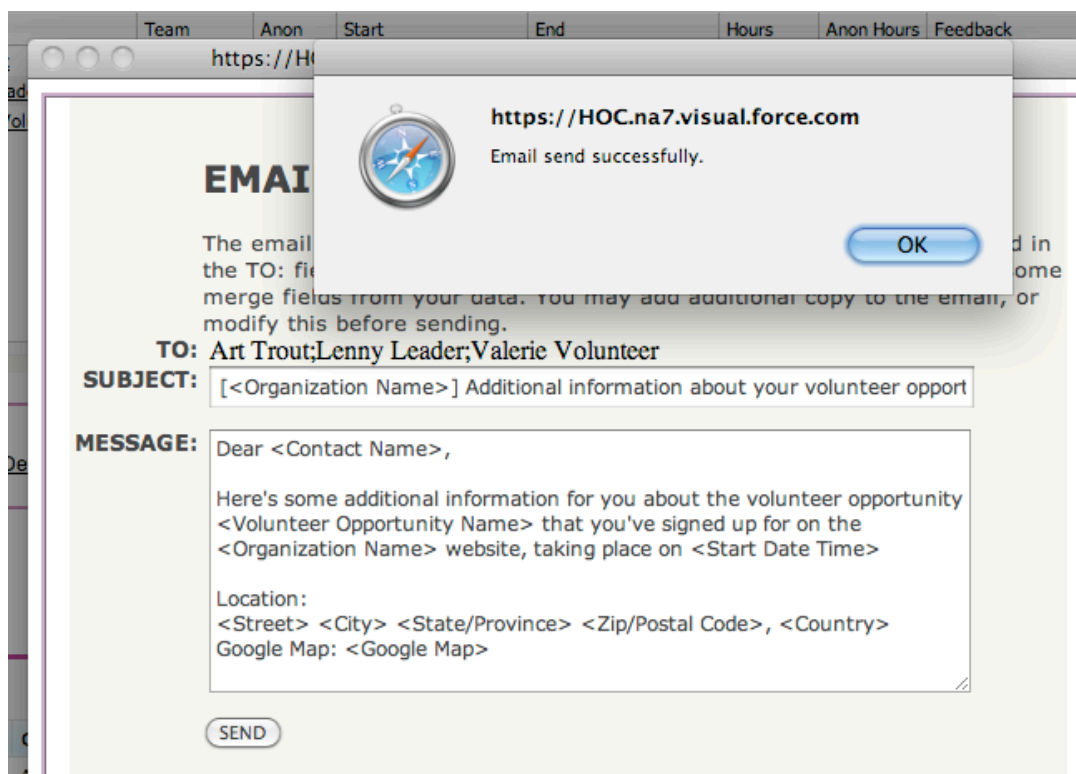 Team Anon Start End Hours Anon Hours Feedback
https://H
https://HOC.na7.visual.force.com
Email send successfully.
OK
EMAI
The email d in
the TO: fie ome
merge fields from your data. You may add additional copy to the email, or
modify this before sending.
TO: Art Trout;Lenny Leader;Valerie Volunteer
SUBJECT: [<Organization Name>] Additional information about your volunteer opport
MESSAGE: Dear <Contact Name>,
Here's some additional information for you about the volunteer opportunity
<Volunteer Opportunity Name> that you've signed up for on the
<Organization Name> website, taking place on <Start Date Time>
Location:
<Street> <City> <State/Province> <Zip/Postal Code>, <Country>
Google Map: <Google Map>
SEND